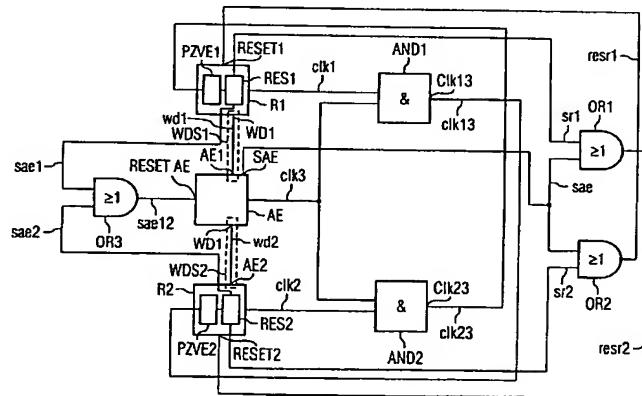 PZVE1
RESET1
RES1
R1
clk1
AND1
&
Clk13
clk13
resr1
sr1
OR1
≥1
wd1
WDS1
WD1
AE1
SAE
sae1
RESET AE
clk3
sae
≥1
sae12
AE
sae2
OR3
WD1
wd2
WDS2
AE2
R2
clk2
RES2
PZVE2
RESET2
&
Clk23
clk23
AND2
≥1
sr2
OR2
resr2